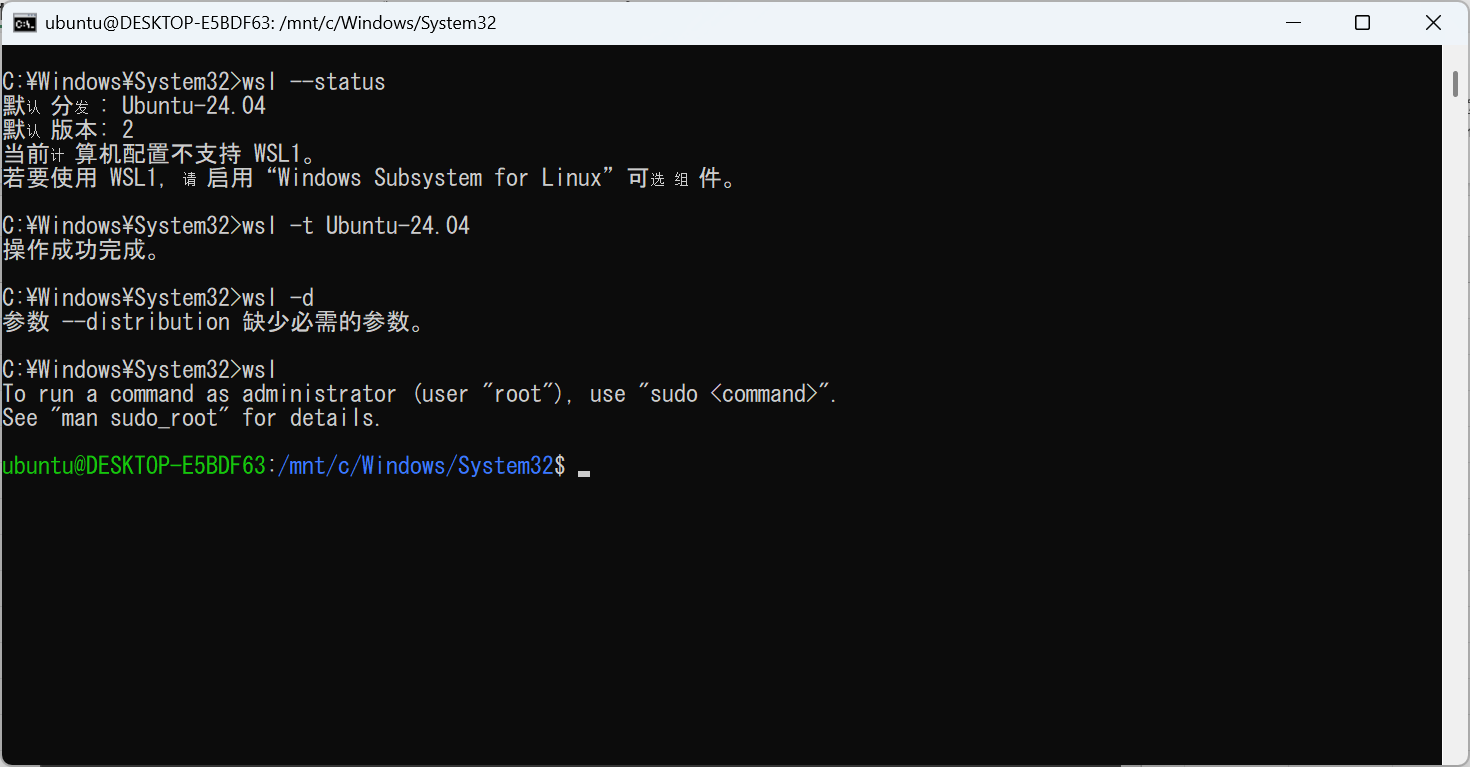 ubuntu@DESKTOP-E5BDF63: /mnt/c/Windows/System32
C:¥Windows¥System32>wsl --status
默认分发: Ubuntu-24.04
默认版本: 2
当前计算机配置不支持 WSL1。
若要使用 WSL1, 请启用“Windows Subsystem for Linux”可选组件。
C:¥Windows¥System32>wsl -t Ubuntu-24.04
操作成功完成。
C:¥Windows¥System32>wsl -d
参数 --distribution 缺少必需的参数。
C:¥Windows¥System32>wsl
To run a command as administrator (user "root"), use "sudo <command>".
See "man sudo_root" for details.
ubuntu@DESKTOP-E5BDF63:/mnt/c/Windows/System32$